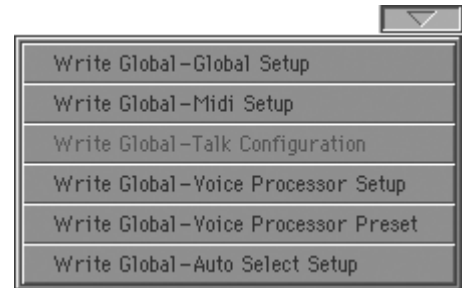 Write Global-Global Setup
Write Global-Midi Setup
Write Global-Talk Configuration
Write Global-Voice Processor Setup
Write Global-Voice Processor Preset
Write Global-Auto Select Setup